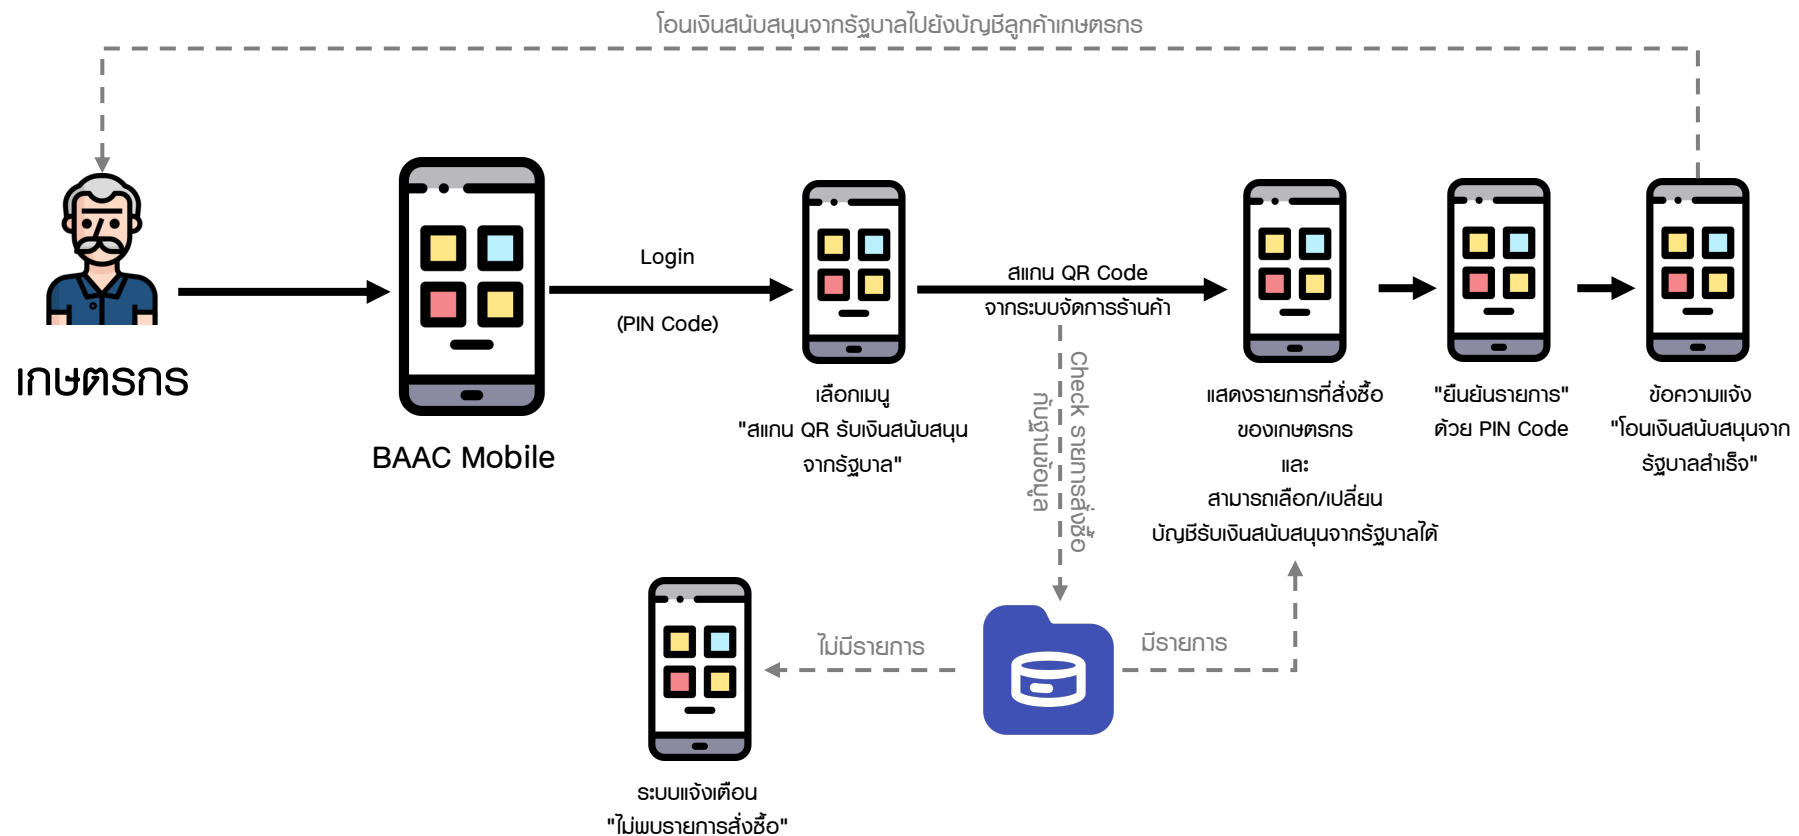 โอนเงินสนับสนุนจากรัฐบาลไปยังบัญชีลูกค้าเกษตรกร
เกษตรกร
BAAC Mobile
Login
(PIN Code)
เลือกเมนู
"สแกน QR รับเงินสนับสนุน
จากรัฐบาล"
สแกน QR Code
จากระบบจัดการร้านค้า
Check รายการสั่งซื้อ
กับฐานข้อมูล
แสดงรายการที่สั่งซื้อ
ของเกษตรกร
และ
สามารถเลือก/เปลี่ยน
บัญชีรับเงินสนับสนุนจากรัฐบาลได้
"ยืนยันรายการ"
ด้วย PIN Code
ข้อความแจ้ง
"โอนเงินสนับสนุนจาก
รัฐบาลสำเร็จ"
ไม่มีรายการ
มีรายการ
ระบบแจ้งเตือน
"ไม่พบรายการสั่งซื้อ"